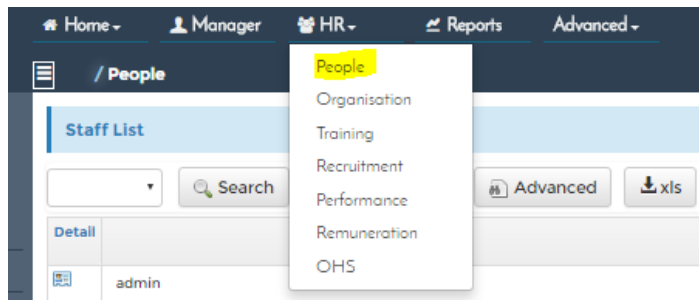 Home Manager HR Reports Advanced
/ People
People
Organisation
Training
Recruitment
Performance
Remuneration
OHS
Staff List
Search Advanced xls
Detail
admin